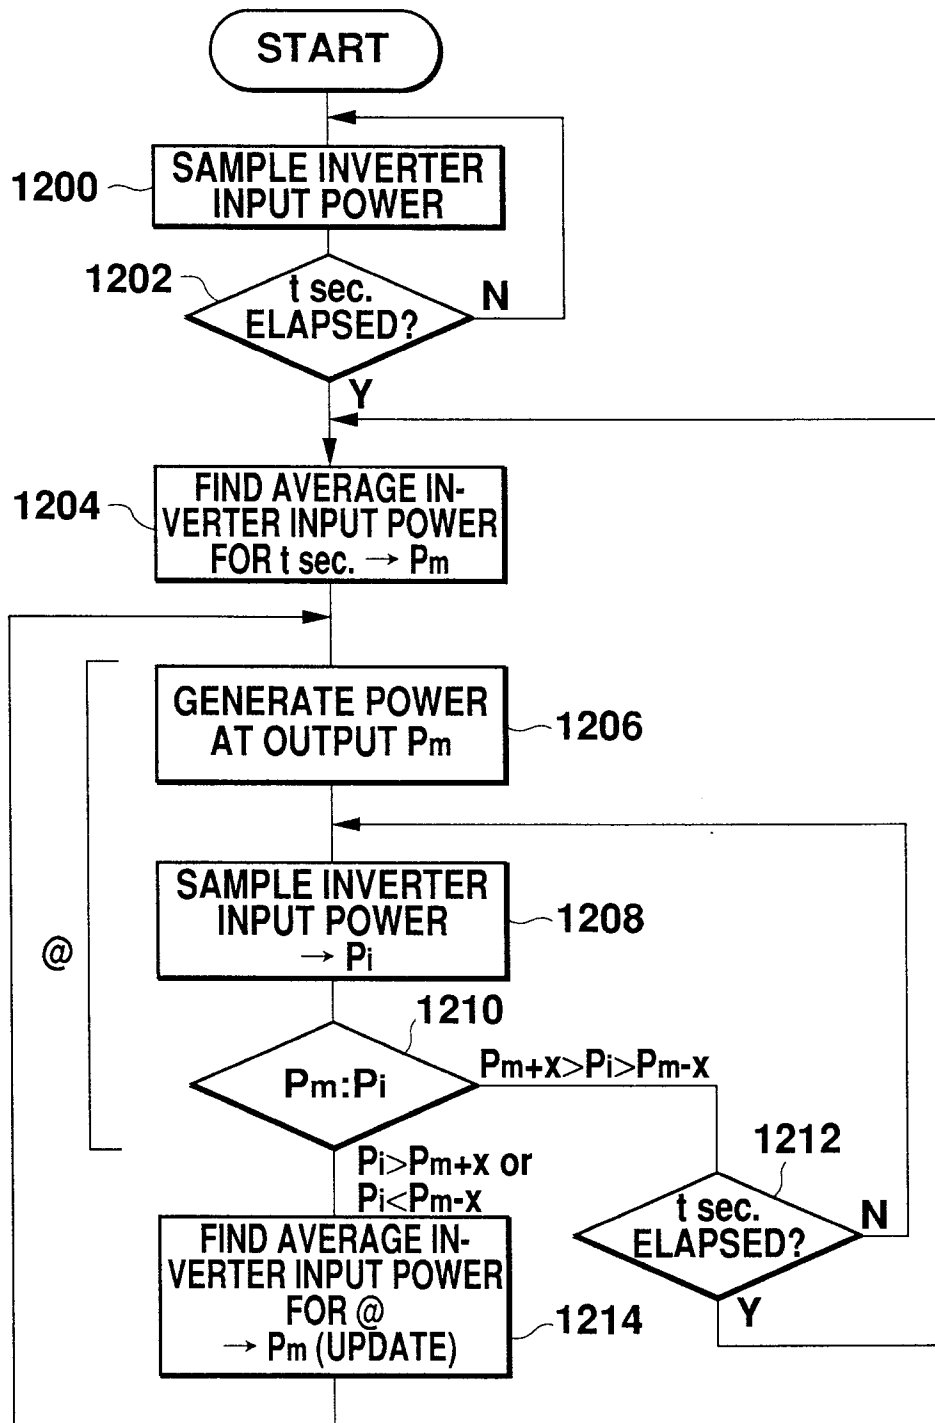 START
1200
SAMPLE INVERTER
INPUT POWER
1202
t sec.
ELAPSED?
N
Y
1204
FIND AVERAGE IN-
VERTER INPUT POWER
FOR t sec. → Pm
GENERATE POWER
AT OUTPUT Pm
1206
SAMPLE INVERTER
INPUT POWER
→ Pi
1208
@
1210
Pm:Pi
Pm+x>Pi>Pm-x
1212
t sec.
ELAPSED?
N
Y
Pi>Pm+x or
Pi<Pm-x
FIND AVERAGE IN-
VERTER INPUT POWER
FOR @
→ Pm (UPDATE)
1214